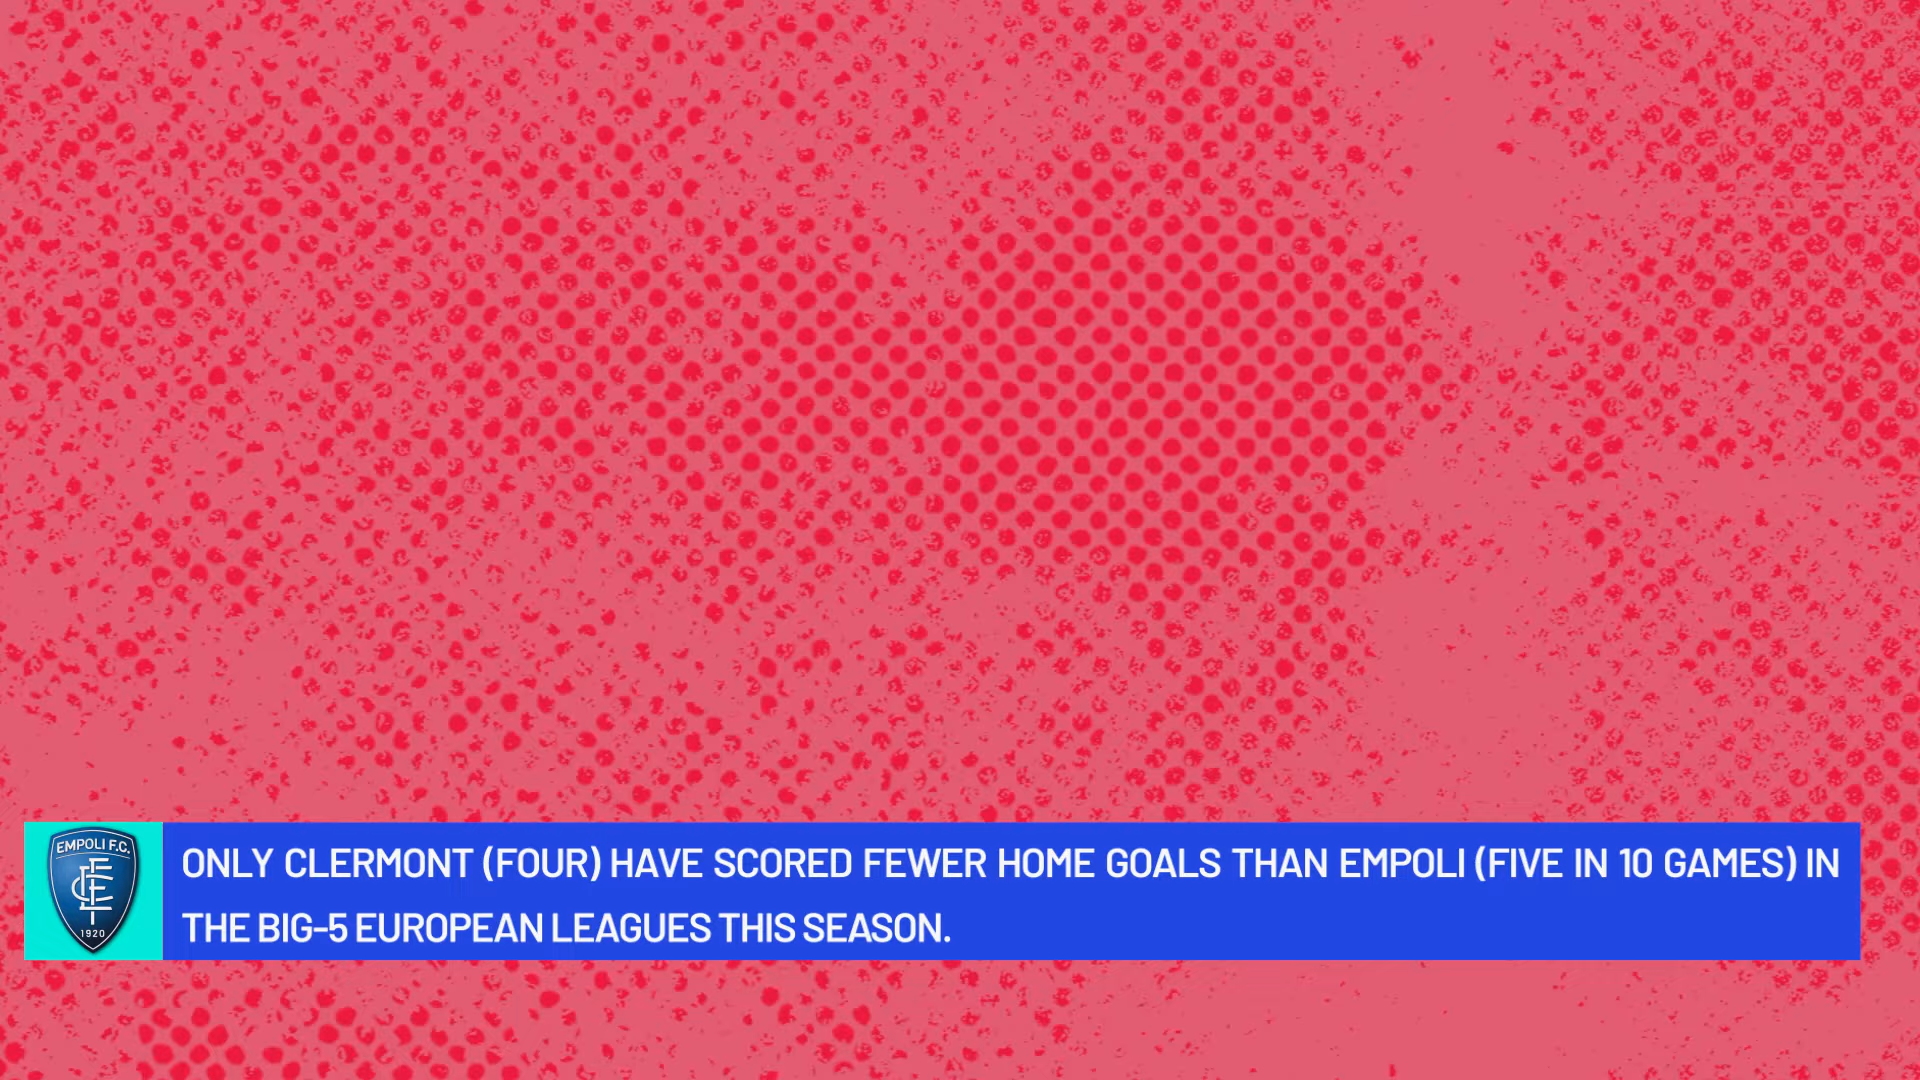 EMPOLI F.C.
1920
ONLY CLERMONT (FOUR) HAVE SCORED FEWER HOME GOALS THAN EMPOLI (FIVE IN 10 GAMES) IN
THE BIG-5 EUROPEAN LEAGUES THIS SEASON.